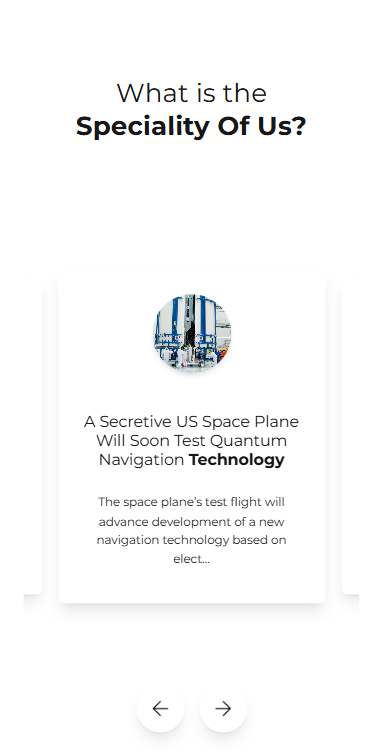 What is the
Speciality Of Us?
A Secretive US Space Plane
Will Soon Test Quantum
Navigation Technology
The space plane's test flight will
advance development of a new
navigation technology based on
elect...